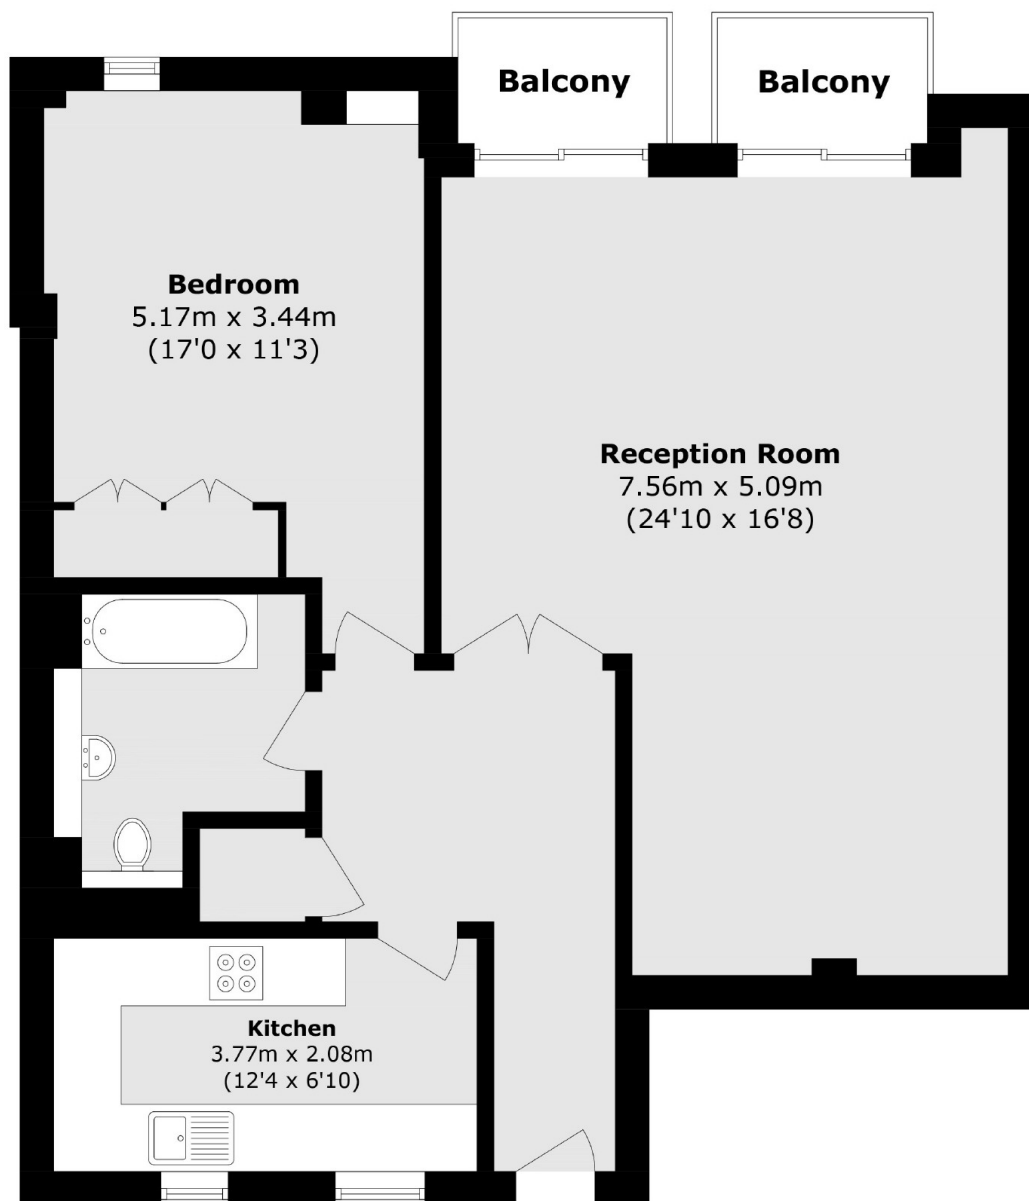 Balcony
Balcony
Bedroom
5.17m x 3.44m
(17'0 x 11'3)
Reception Room
7.56m x 5.09m
(24'10 x 16'8)
Kitchen
3.77m x 2.08m
(12'4 x 6'10)